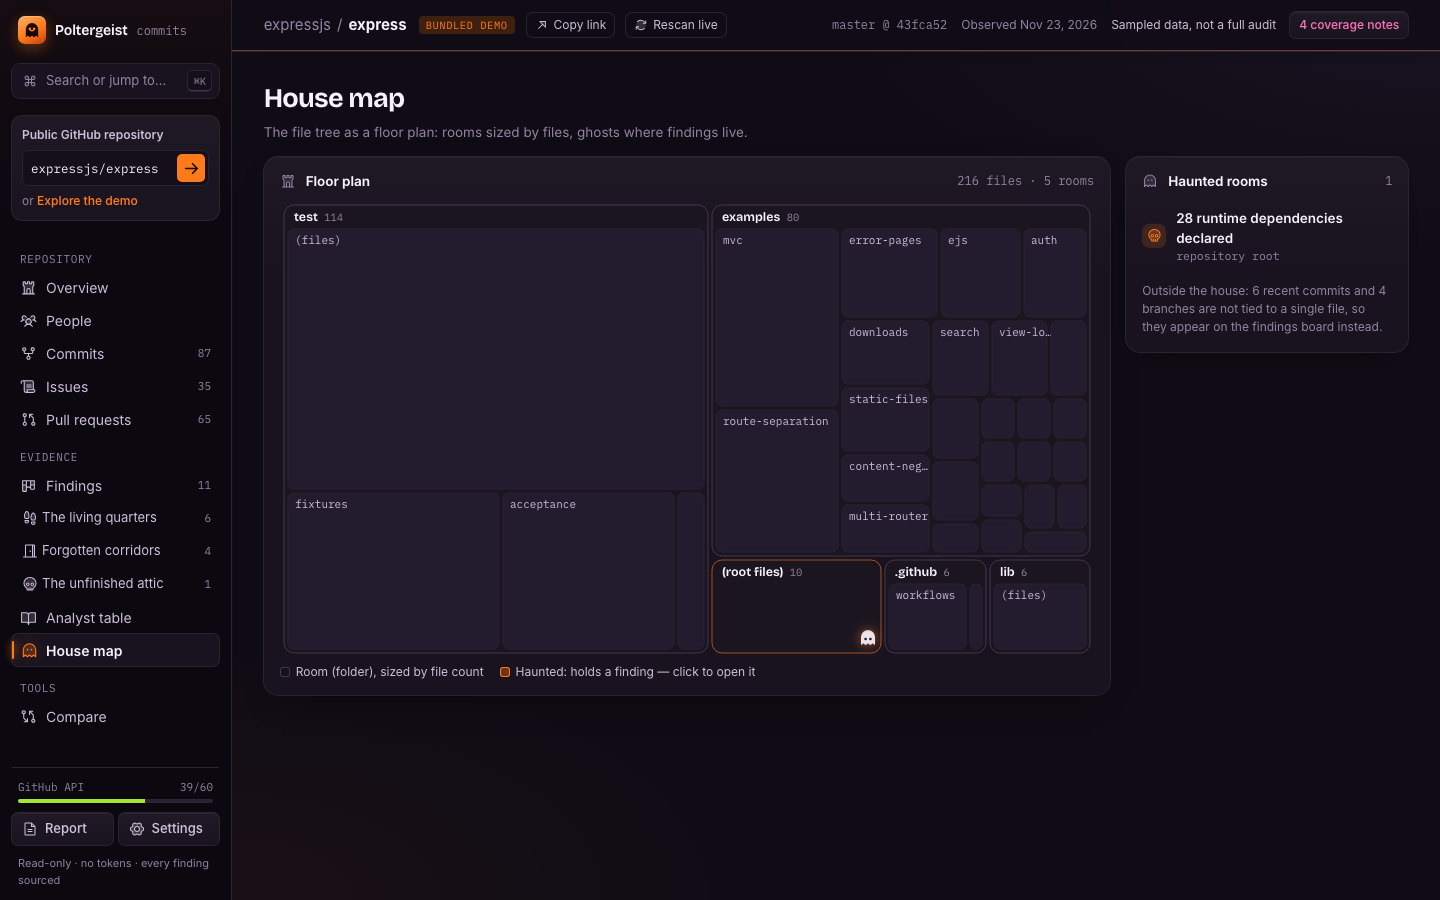 Poltergeist commits
Search or jump to... ⌘K
Public GitHub repository
expressjs/express
or Explore the demo
REPOSITORY
Overview
People
Commits 87
Issues 35
Pull requests 65
EVIDENCE
Findings 11
The living quarters 6
Forgotten corridors 4
The unfinished attic 1
Analyst table
House map
TOOLS
Compare
GitHub API 39/60
Report
Settings
Read-only · no tokens · every finding
sourced
expressjs / express BUNDLED DEMO Copy link Rescan live master @ 43fca52 Observed Nov 23, 2026 Sampled data, not a full audit 4 coverage notes
House map
The file tree as a floor plan: rooms sized by files, ghosts where findings live.
Floor plan 216 files · 5 rooms
test 114
(files)
fixtures
acceptance
examples 80
mvc
error-pages
ejs
auth
downloads
search
view-lo…
static-files
route-separation
content-neg…
multi-router
(root files) 10
.github 6
workflows
lib 6
(files)
Room (folder), sized by file count
Haunted: holds a finding — click to open it
Haunted rooms 1
28 runtime dependencies
declared
repository root
Outside the house: 6 recent commits and 4
branches are not tied to a single file, so
they appear on the findings board instead.